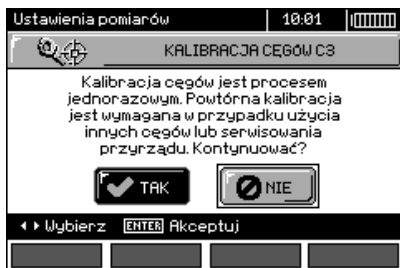 Ustawienia pomiarów 10:01
KALIBRACJA CĘGÓW C3
Kalibracja cęgów jest procesem
jednorazowym. Powtórna kalibracja
jest wymagana w przypadku użycia
innych cęgów lub serwisowania
przyrządu. Kontynuować?
TAK NIE
Wybierz ENTER Akceptuj